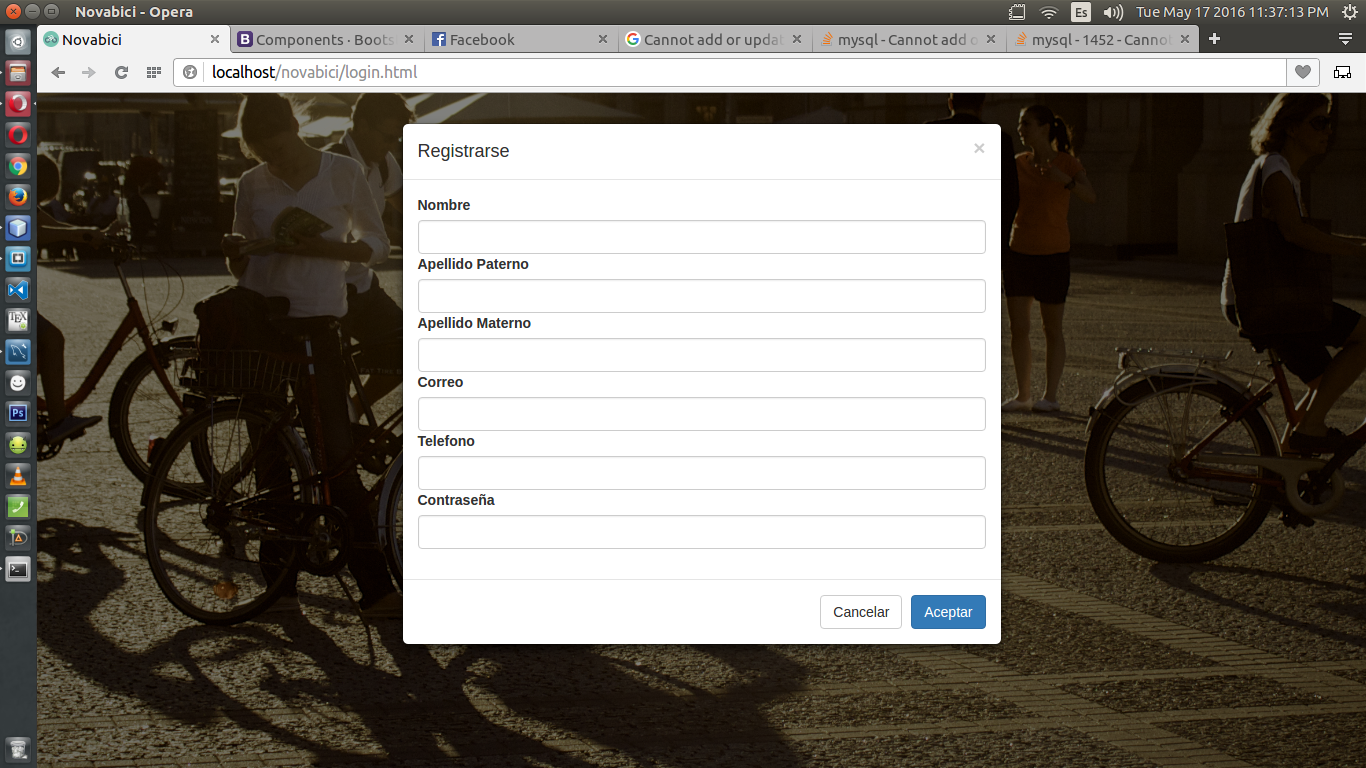 Novabici - Opera
Es
Tue May 17 2016 11:37:13 PM
Novabici
Components · Boots
Facebook
Cannot add or updat
mysql - Cannot add o
mysql - 1452 - Cannot
localhost/novabici/login.html
Registrarse
×
Nombre
Apellido Paterno
Apellido Materno
Correo
Telefono
Contraseña
Cancelar
Aceptar
TEX
Ps